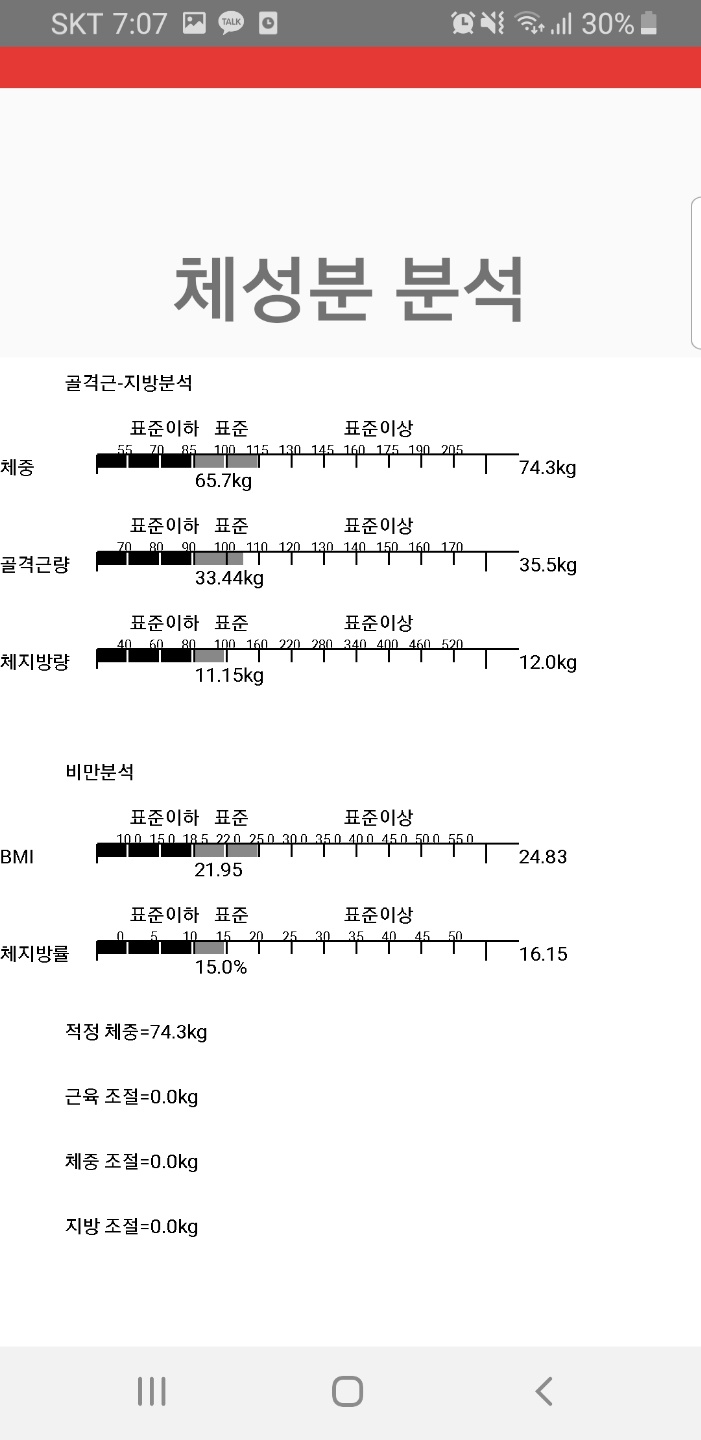 SKT 7:07 TALK 30%
체성분 분석
골격근-지방분석
표준이하 표준 표준이상
55 70 85 100 115 130 145 160 175 190 205
체중 74.3kg
65.7kg
표준이하 표준 표준이상
70 80 90 100 110 120 130 140 150 160 170
골격근량 35.5kg
33.44kg
표준이하 표준 표준이상
40 60 80 100 160 220 280 340 400 460 520
체지방량 12.0kg
11.15kg
비만분석
표준이하 표준 표준이상
10.0 15.0 18.5 22.0 25.0 30.0 35.0 40.0 45.0 50.0 55.0
BMI 24.83
21.95
표준이하 표준 표준이상
0 5 10 15 20 25 30 35 40 45 50
체지방률 16.15
15.0%
적정 체중=74.3kg
근육 조절=0.0kg
체중 조절=0.0kg
지방 조절=0.0kg